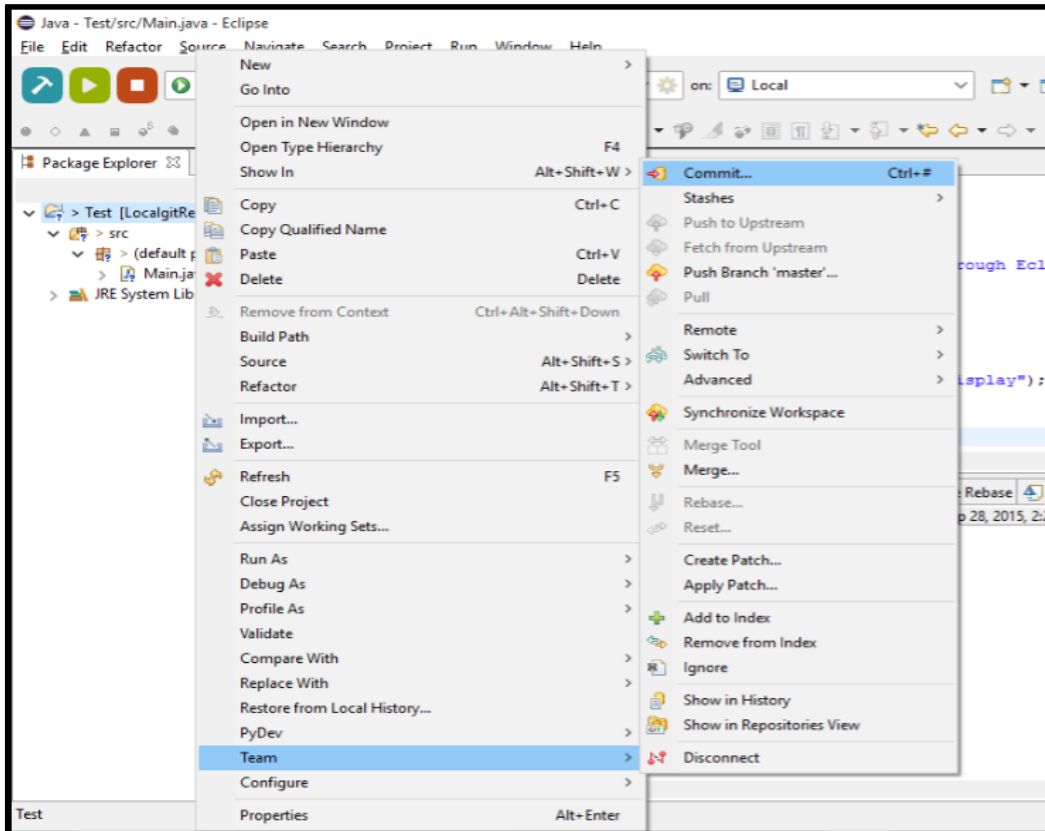 Java - Test/src/Main.java - Eclipse
File Edit Refactor Source Navigate Search Project Run Window Help
on: Local
Package Explorer
> Test [LocalgitRe
> src
> (default p
Main.ja
JRE System Lib
New
Go Into
Open in New Window
Open Type Hierarchy F4
Show In Alt+Shift+W >
Copy Ctrl+C
Copy Qualified Name
Paste Ctrl+V
Delete Delete
Remove from Context Ctrl+Alt+Shift+Down
Build Path
Source Alt+Shift+S >
Refactor Alt+Shift+T >
Import...
Export...
Refresh F5
Close Project
Assign Working Sets...
Run As
Debug As
Profile As
Validate
Compare With
Replace With
Restore from Local History...
PyDev
Team
Configure
Properties Alt+Enter
Commit... Ctrl+#
Stashes
Push to Upstream
Fetch from Upstream
Push Branch 'master'...
Pull
Remote
Switch To
Advanced
Synchronize Workspace
Merge Tool
Merge...
Rebase...
Reset...
Create Patch...
Apply Patch...
Add to Index
Remove from Index
Ignore
Show in History
Show in Repositories View
Disconnect
rough Ecl
isplay");
Rebase
p 28, 2015, 2:2
Test